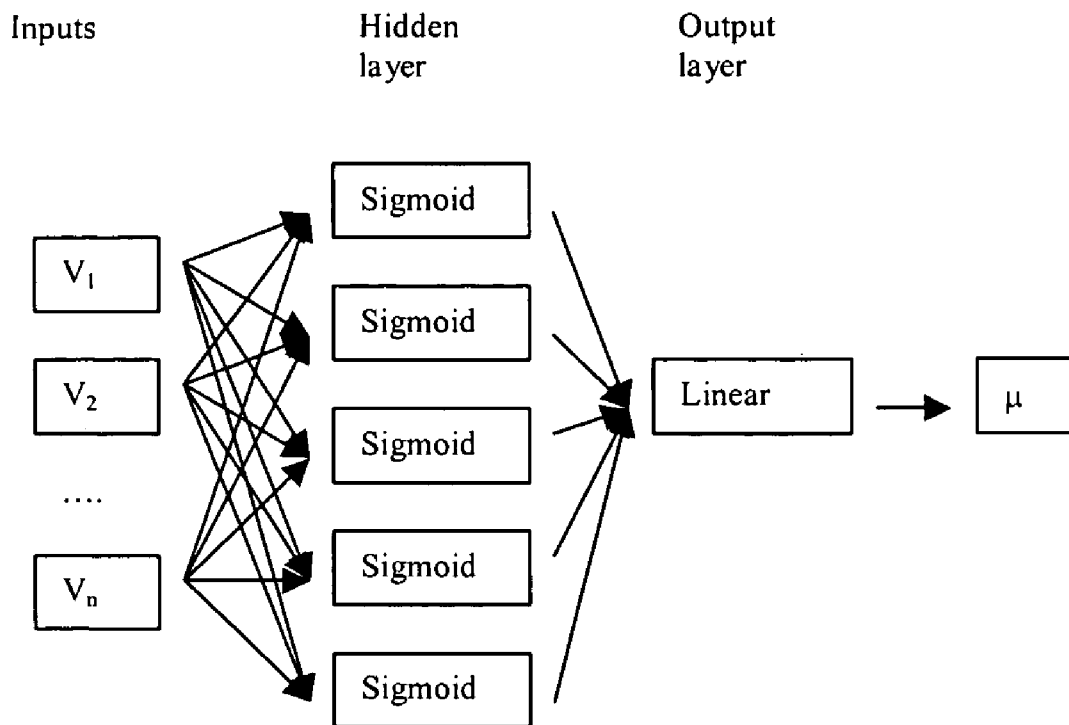 Inputs
Hidden
layer
Output
layer
V1
V2
....
Vn
Sigmoid
Sigmoid
Sigmoid
Sigmoid
Sigmoid
Linear
μ